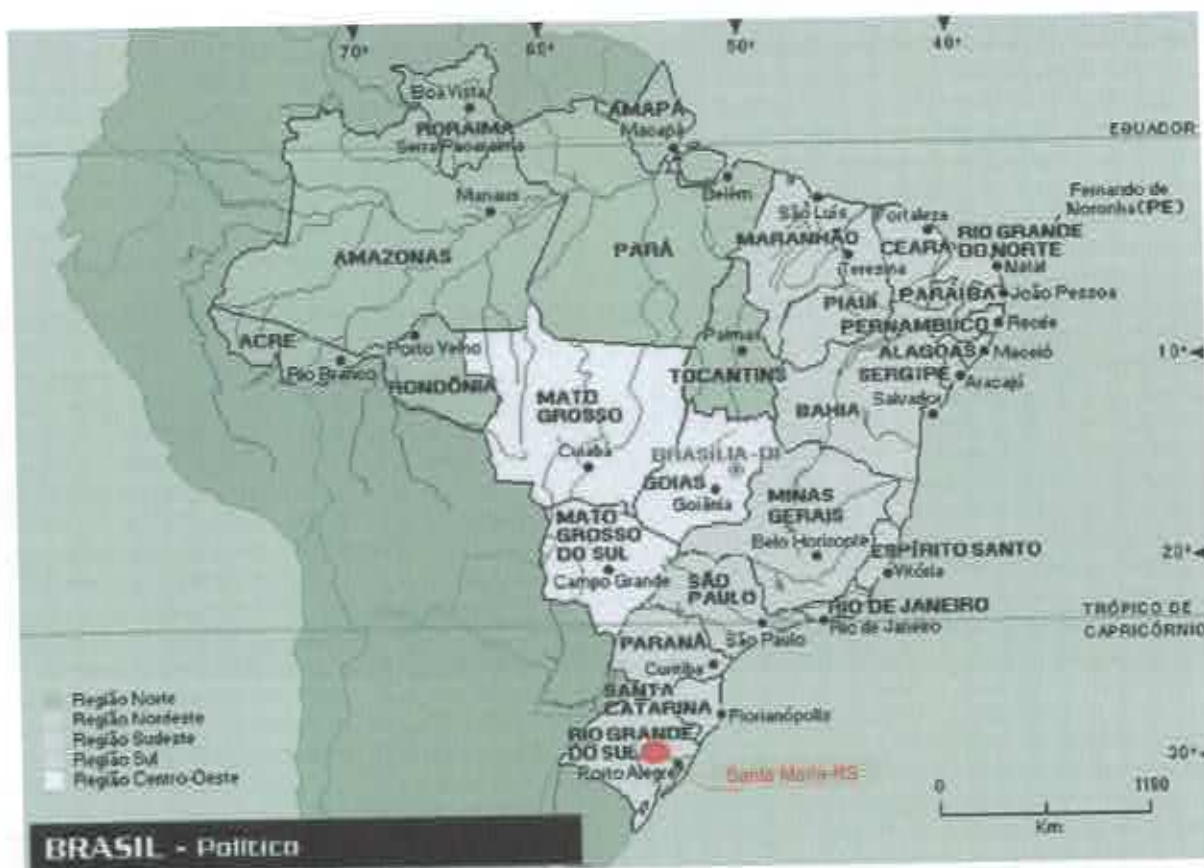 70°
60°
50°
40°
Boa Vista
RORAIMA
Serra Pacaraima
AMAPÁ
Macapá
EQUADOR
Manaus
Belém
São Luís
Fortaleza
Fernando de
Noronha (PE)
AMAZONAS
PARÁ
MARANHÃO
Terezina
CEARÁ
RIO GRANDE
DO NORTE
Natal
PIAUÍ
PARAÍBA
João Pessoa
PERNAMBUCO
ACRE
Porto Velho
Rio Branco
RONDÔNIA
Palmas
TOCANTINS
ALAGOAS
Maceió
10°
SERGIPE
Aracajú
MATO
GROSSO
BAHIA
Salvador
Cuiabá
BRASÍLIA-DF
GOIÁS
Goiânia
MINAS
GERAIS
MATO
GROSSO
DO SUL
Belo Horizonte
ESPÍRITO SANTO
20°
Campo Grande
SÃO
PAULO
Vitória
RIO DE JANEIRO
Rio de Janeiro
TRÓPICO DE
CAPRICÓRNIO
São Paulo
PARANÁ
Curitiba
SANTA
CATARINA
Florianópolis
Região Norte
Região Nordeste
Região Sudeste
Região Sul
Região Centro-Oeste
RIO GRANDE
DO SUL
Porto Alegre
Santa Maria-RS
30°
0
Km
BRASIL - Político